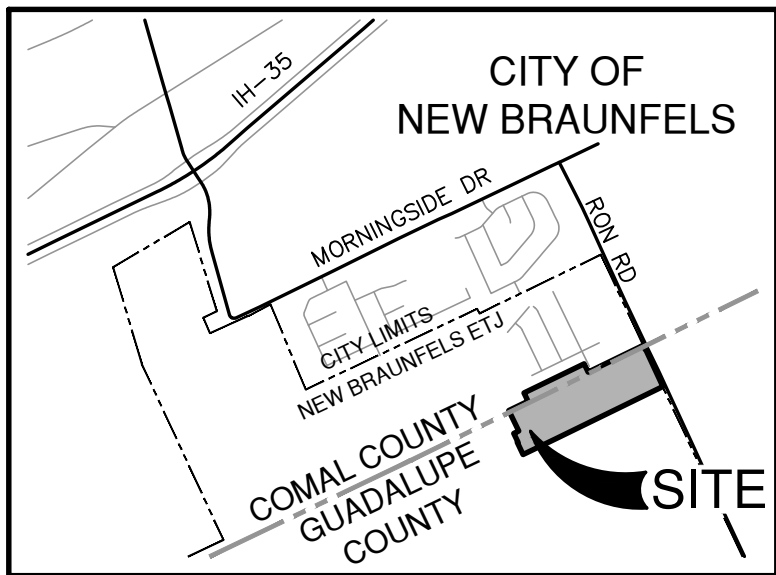 CITY OF
NEW BRAUNFELS
IH-35
MORNINGSIDE DR
RON RD
CITY LIMITS
NEW BRAUNFELS ETJ
COMAL COUNTY
GUADALUPE
COUNTY
SITE